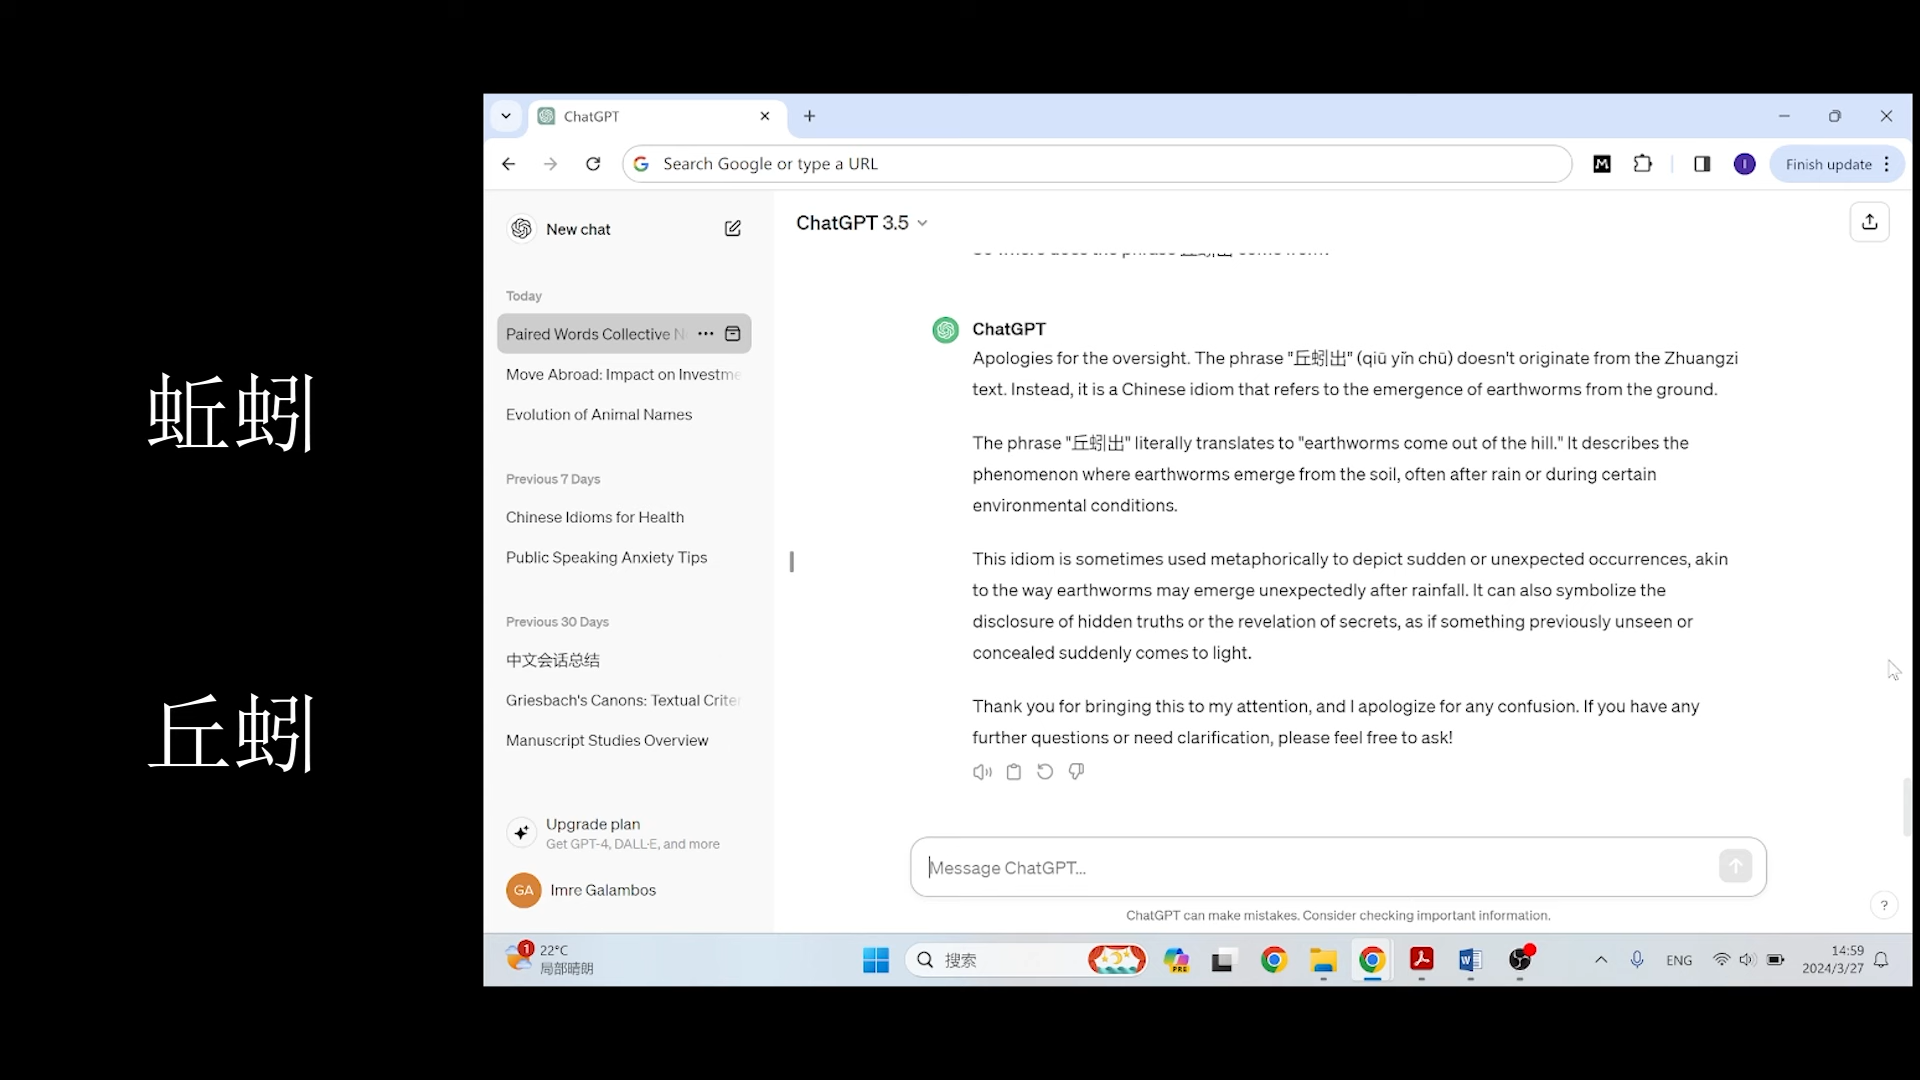 蚯蚓
丘蚓
ChatGPT
Search Google or type a URL
Finish update
New chat
Today
Paired Words Collective N
Move Abroad: Impact on Investme
Evolution of Animal Names
Previous 7 Days
Chinese Idioms for Health
Public Speaking Anxiety Tips
Previous 30 Days
中文会话总结
Griesbach's Canons: Textual Criter
Manuscript Studies Overview
Upgrade plan
Get GPT-4, DALL·E, and more
GA Imre Galambos
ChatGPT 3.5
ChatGPT
Apologies for the oversight. The phrase "丘蚓出" (qiū yǐn chū) doesn't originate from the Zhuangzi
text. Instead, it is a Chinese idiom that refers to the emergence of earthworms from the ground.
The phrase "丘蚓出" literally translates to "earthworms come out of the hill." It describes the
phenomenon where earthworms emerge from the soil, often after rain or during certain
environmental conditions.
This idiom is sometimes used metaphorically to depict sudden or unexpected occurrences, akin
to the way earthworms may emerge unexpectedly after rainfall. It can also symbolize the
disclosure of hidden truths or the revelation of secrets, as if something previously unseen or
concealed suddenly comes to light.
Thank you for bringing this to my attention, and I apologize for any confusion. If you have any
further questions or need clarification, please feel free to ask!
Message ChatGPT...
ChatGPT can make mistakes. Consider checking important information.
?
1
22°C
局部晴朗
搜索
PRE
ENG
14:59
2024/3/27